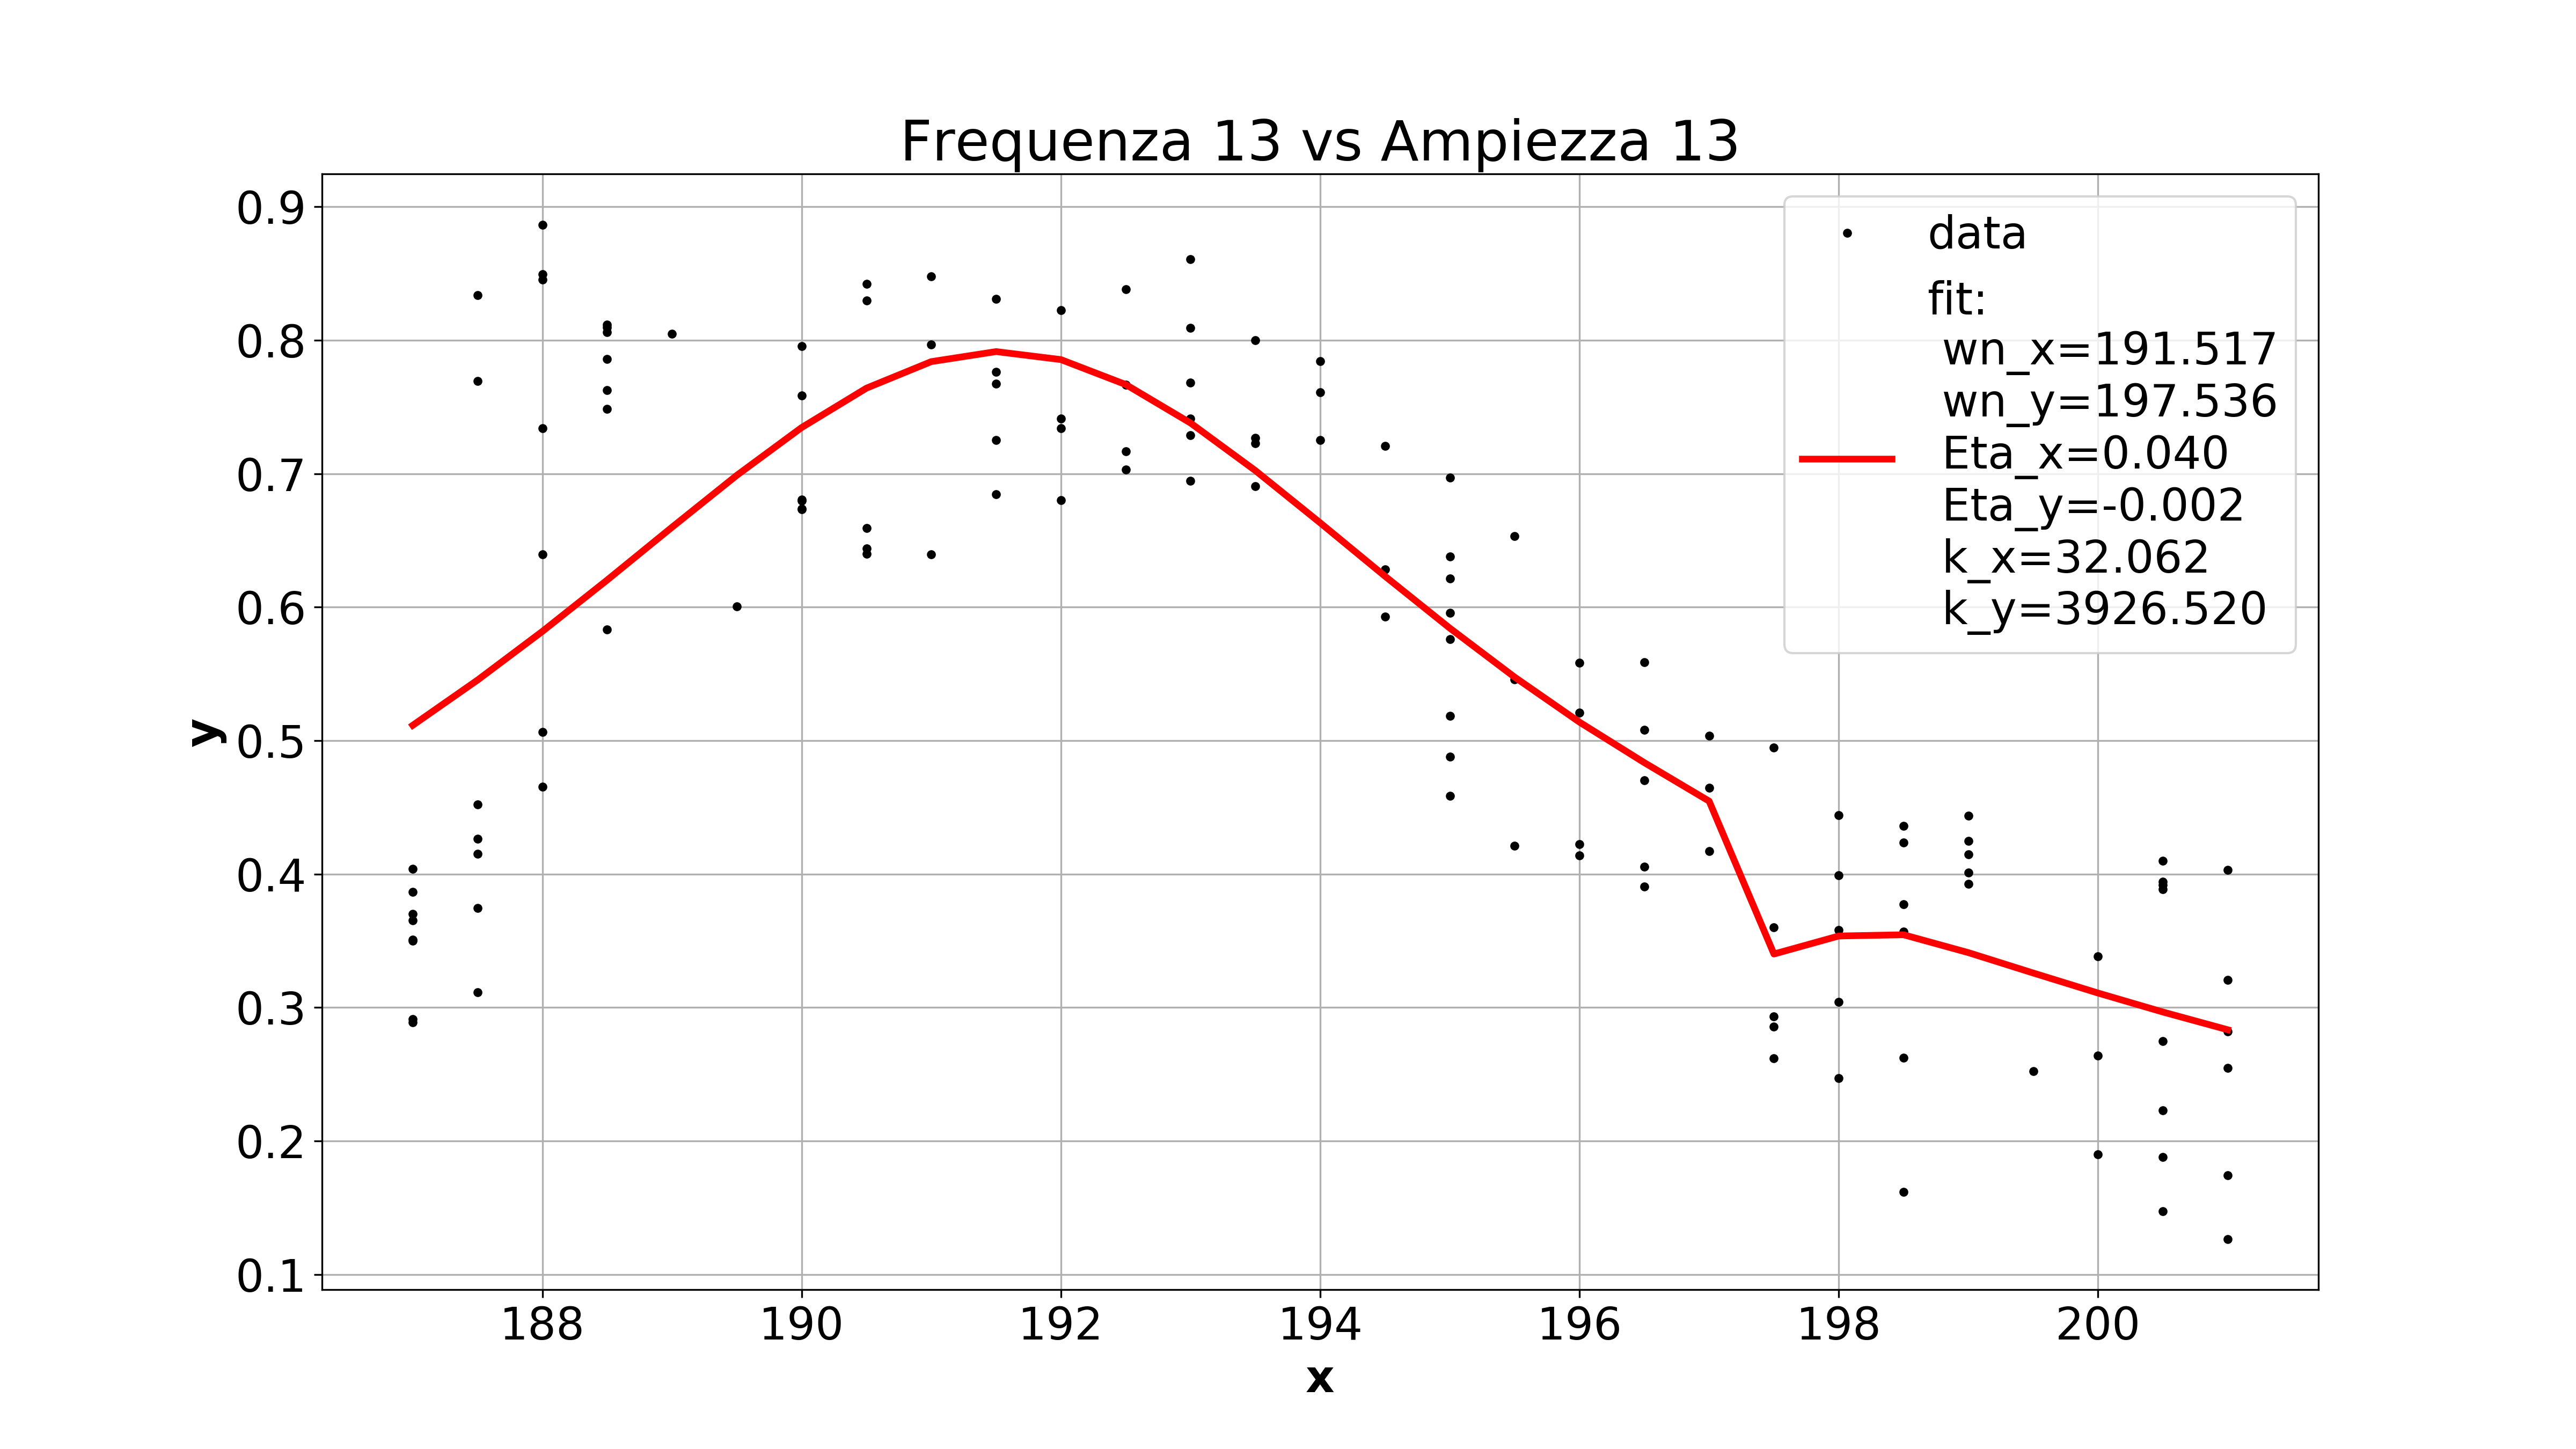 Frequenza 13 vs Ampiezza 13
0.9
0.8
0.7
0.6
0.5
0.4
0.3
0.2
0.1
y
data
fit:
wn_x=191.517
wn_y=197.536
Eta_x=0.040
Eta_y=-0.002
k_x=32.062
k_y=3926.520
188 190 192 194 196 198 200
x